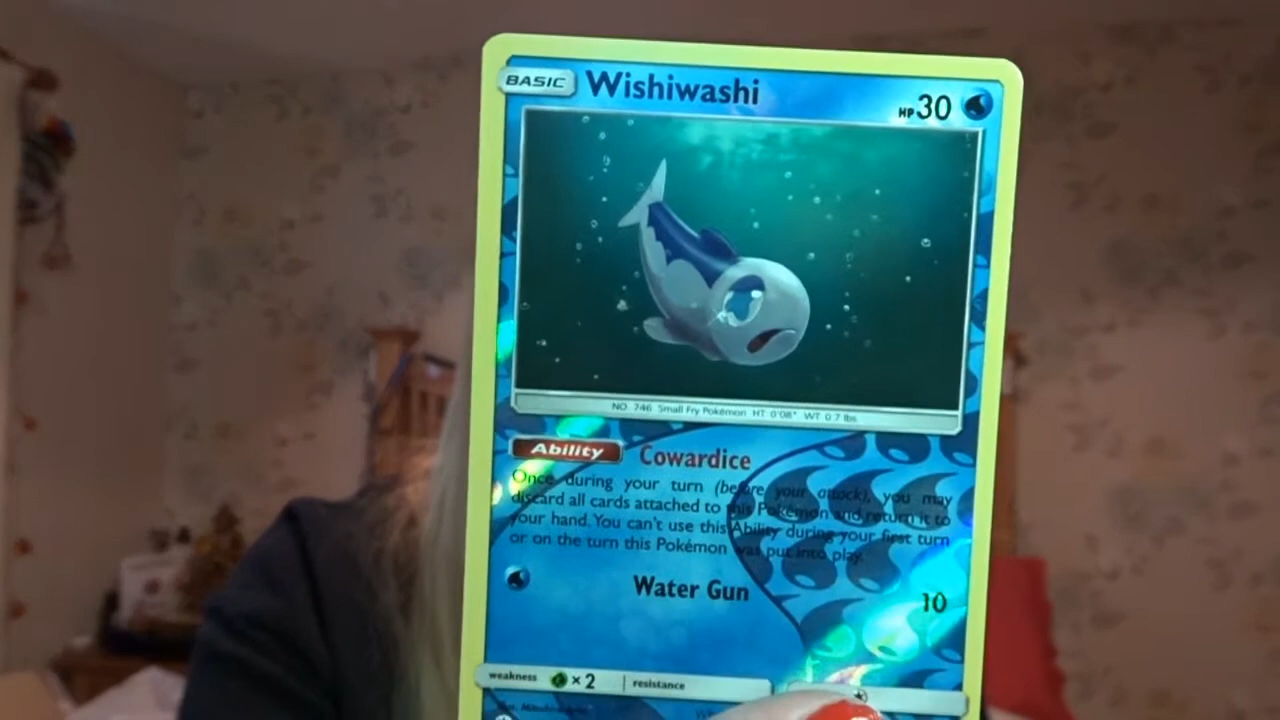 BASIC Wishiwashi HP 30
NO. 746 Small Fry Pokémon HT 0'08" WT 0.7 lbs.
Ability Cowardice
Once during your turn (before your attack), you may
discard all cards attached to this Pokémon and return it to
your hand. You can't use this Ability during your first turn
or on the turn this Pokémon was put into play.
Water Gun 10
weakness ×2 resistance